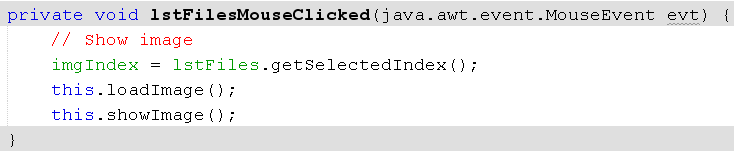 private void lstFilesMouseClicked(java.awt.event.MouseEvent evt) {
    // Show image
    imgIndex = lstFiles.getSelectedIndex();
    this.loadImage();
    this.showImage();
}